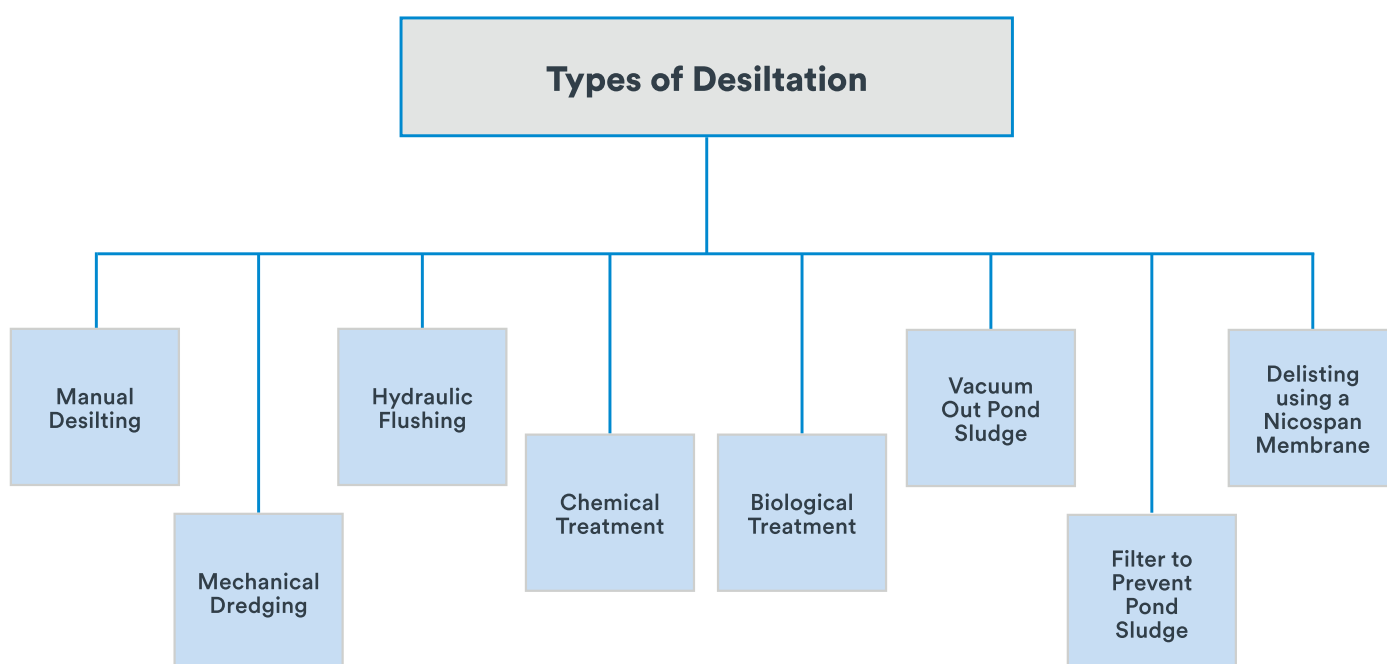 Types of Desiltation
Manual
Desilting
Mechanical
Dredging
Hydraulic
Flushing
Chemical
Treatment
Biological
Treatment
Vacuum
Out Pond
Sludge
Filter to
Prevent
Pond
Sludge
Delisting
using a
Nicospan
Membrane